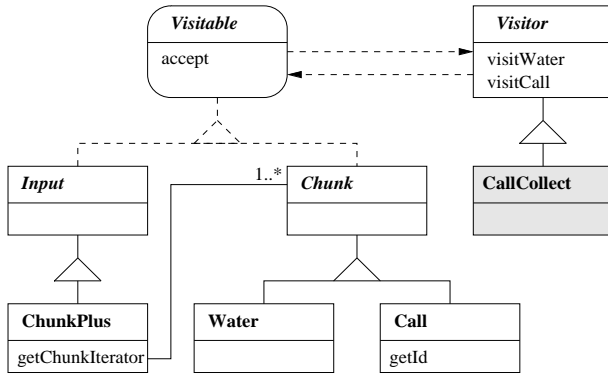 Visitable
accept
Visitor
visitWater
visitCall
Input
1..*
Chunk
CallCollect
ChunkPlus
getChunkIterator
Water
Call
getId